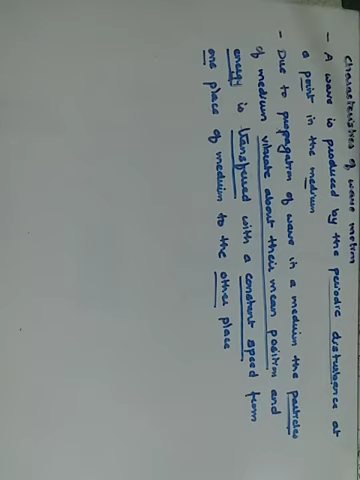 Characteristics of wave motion
- A wave is produced by the periodic disturbance at
a point in the medium
- Due to propagation of wave in a medium the particles
of medium vibrate about their mean position and
energy is transferred with a constant speed from
one place of medium to the other place